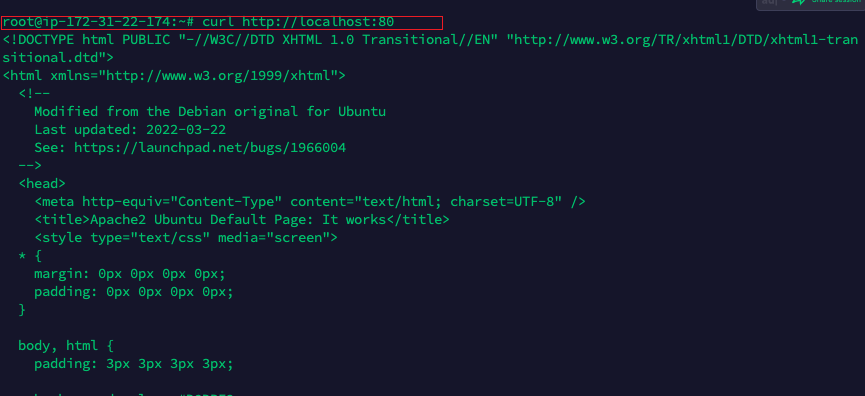 Share session
root@ip-172-31-22-174:~# curl http://localhost:80
<!DOCTYPE html PUBLIC "-//W3C//DTD XHTML 1.0 Transitional//EN" "http://www.w3.org/TR/xhtml1/DTD/xhtml1-tran
sitional.dtd">
<html xmlns="http://www.w3.org/1999/xhtml">
  <!--
    Modified from the Debian original for Ubuntu
    Last updated: 2022-03-22
    See: https://launchpad.net/bugs/1966004
  -->
  <head>
    <meta http-equiv="Content-Type" content="text/html; charset=UTF-8" />
    <title>Apache2 Ubuntu Default Page: It works</title>
    <style type="text/css" media="screen">
  * {
    margin: 0px 0px 0px 0px;
    padding: 0px 0px 0px 0px;
  }

  body, html {
    padding: 3px 3px 3px 3px;